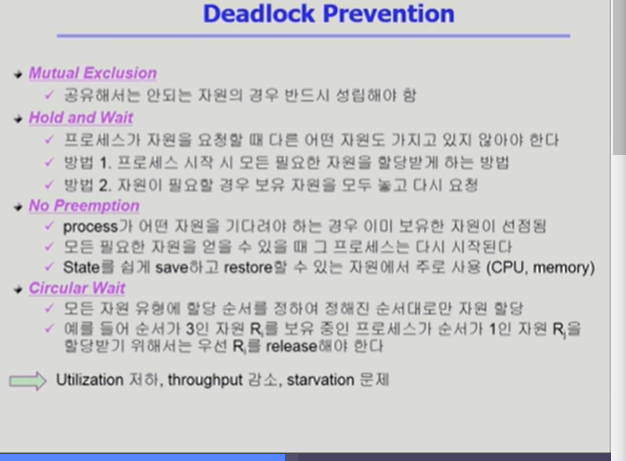 Deadlock Prevention
Mutual Exclusion
공유해서는 안되는 자원의 경우 반드시 성립해야 함
Hold and Wait
프로세스가 자원을 요청할 때 다른 어떤 자원도 가지고 있지 않아야 한다
방법 1. 프로세스 시작 시 모든 필요한 자원을 할당받게 하는 방법
방법 2. 자원이 필요할 경우 보유 자원을 모두 놓고 다시 요청
No Preemption
process가 어떤 자원을 기다려야 하는 경우 이미 보유한 자원이 선점됨
모든 필요한 자원을 얻을 수 있을 때 그 프로세스는 다시 시작된다
State를 쉽게 save하고 restore할 수 있는 자원에서 주로 사용 (CPU, memory)
Circular Wait
모든 자원 유형에 할당 순서를 정하여 정해진 순서대로만 자원 할당
예를 들어 순서가 3인 자원 Ri를 보유 중인 프로세스가 순서가 1인 자원 Rj을
할당받기 위해서는 우선 Ri를 release해야 한다
Utilization 저하, throughput 감소, starvation 문제